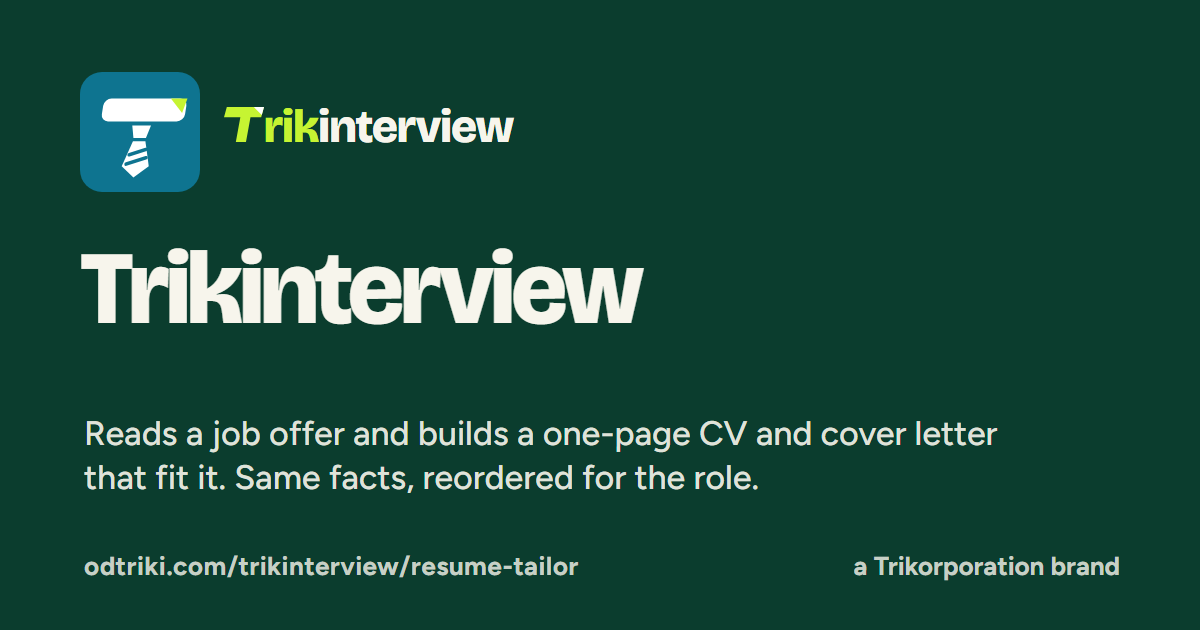 Trikinterview
Trikinterview
Reads a job offer and builds a one-page CV and cover letter
that fit it. Same facts, reordered for the role.
odtriki.com/trikinterview/resume-tailor
a Trikorporation brand